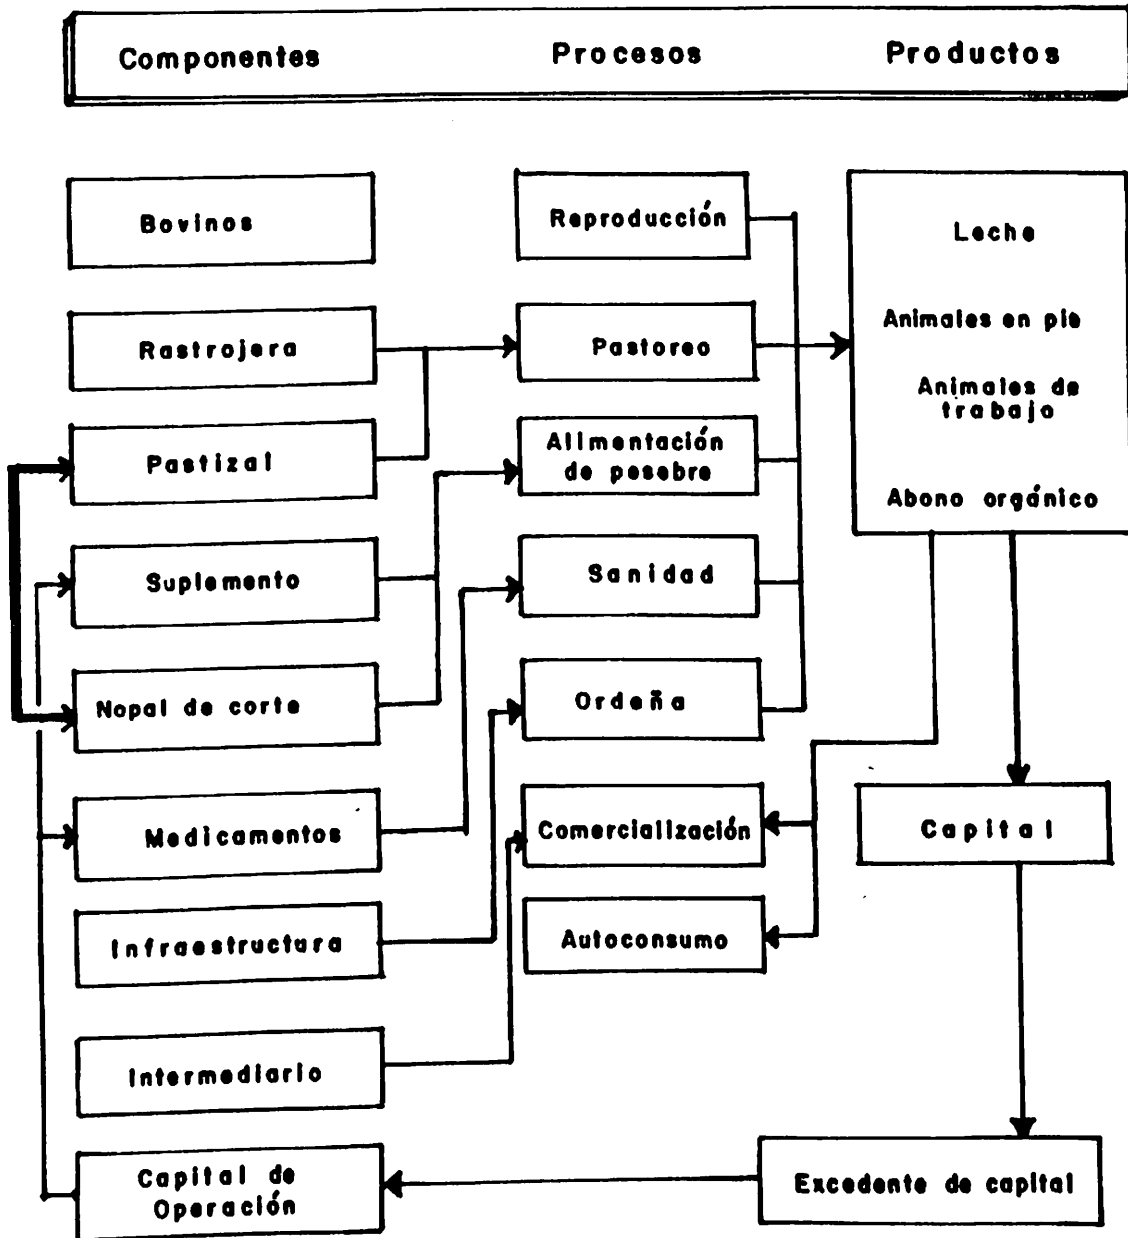 Componentes Procesos Productos
Bovinos
Rastrojera
Pastizal
Suplemento
Nopal de corte
Medicamentos
Infraestructura
Intermediario
Capital de
Operación
Reproducción
Pastoreo
Alimentación
de pesebre
Sanidad
Ordeña
Comercialización
Autoconsumo
Leche
Animales en pie
Animales de
trabajo
Abono orgánico
Capital
Excedente de capital